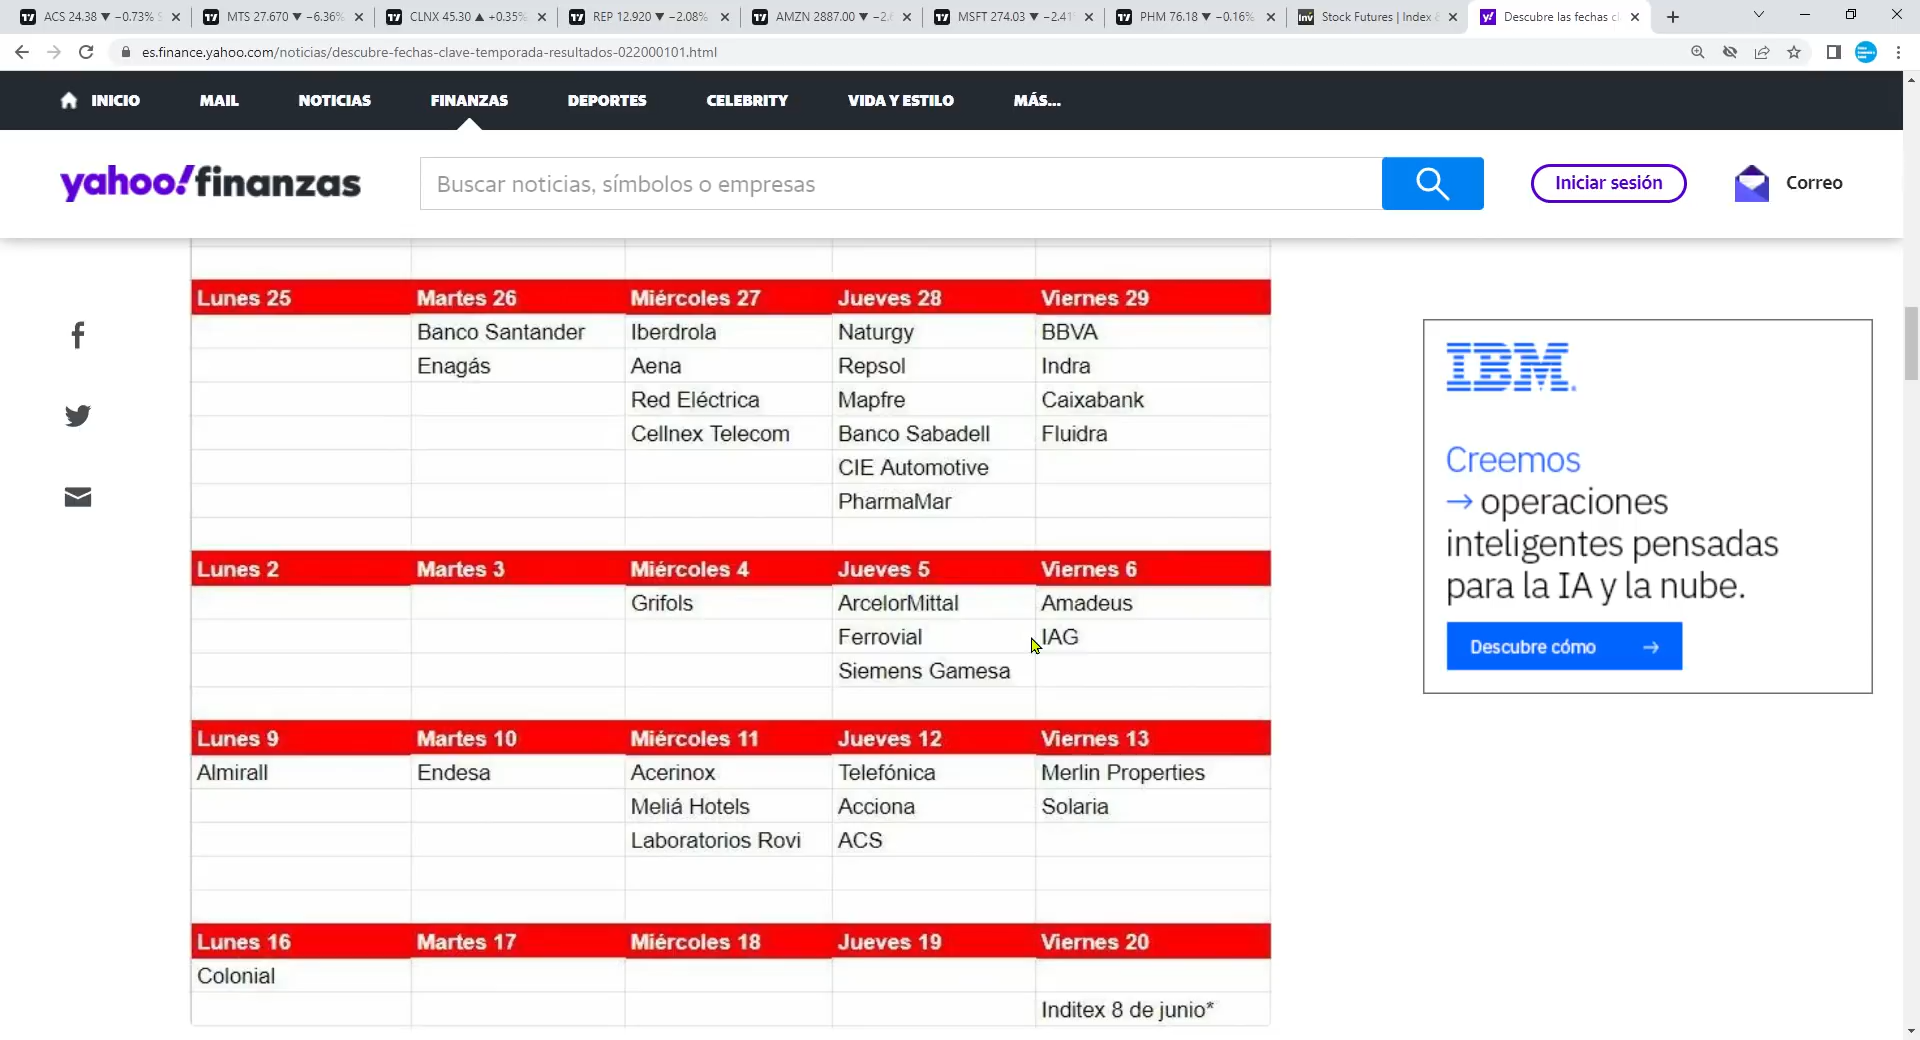 ACS 24.38 ▼ −0.73%
MTS 27.670 ▼ −6.36%
CLNX 45.30 ▲ +0.35%
REP 12.920 ▼ −2.08%
AMZN 2887.00 ▼
MSFT 274.03 ▼ −2.41
PHM 76.18 ▼ −0.16%
Stock Futures | Index
Descubre las fechas
es.finance.yahoo.com/noticias/descubre-fechas-clave-temporada-resultados-022000101.html
INICIO MAIL NOTICIAS FINANZAS DEPORTES CELEBRITY VIDA Y ESTILO MÁS...
yahoo!finanzas
Buscar noticias, símbolos o empresas
Iniciar sesión
Correo
Lunes 25 Martes 26 Miércoles 27 Jueves 28 Viernes 29
Banco Santander Iberdrola Naturgy BBVA
Enagás Aena Repsol Indra
Red Eléctrica Mapfre Caixabank
Cellnex Telecom Banco Sabadell Fluidra
CIE Automotive
PharmaMar
Lunes 2 Martes 3 Miércoles 4 Jueves 5 Viernes 6
Grifols ArcelorMittal Amadeus
Ferrovial IAG
Siemens Gamesa
Lunes 9 Martes 10 Miércoles 11 Jueves 12 Viernes 13
Almirall Endesa Acerinox Telefónica Merlin Properties
Meliá Hotels Acciona Solaria
Laboratorios Rovi ACS
Lunes 16 Martes 17 Miércoles 18 Jueves 19 Viernes 20
Colonial
Inditex 8 de junio*
IBM.
Creemos
→ operaciones
inteligentes pensadas
para la IA y la nube.
Descubre cómo →